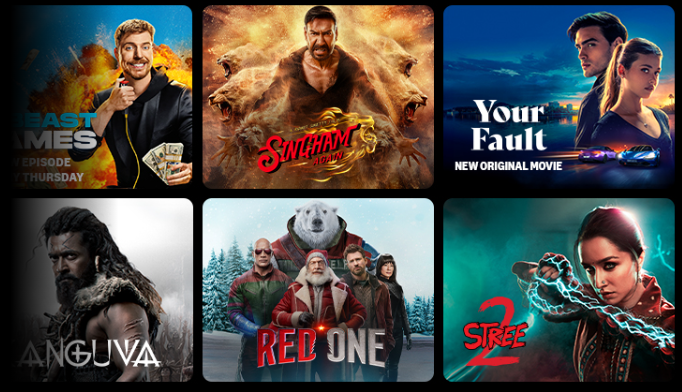 EAST
AMES
EPISODE
THURSDAY
SINGHAM
AGAIN
Your
Fault
NEW ORIGINAL MOVIE
ANGUVA
RED ONE
STREE
2